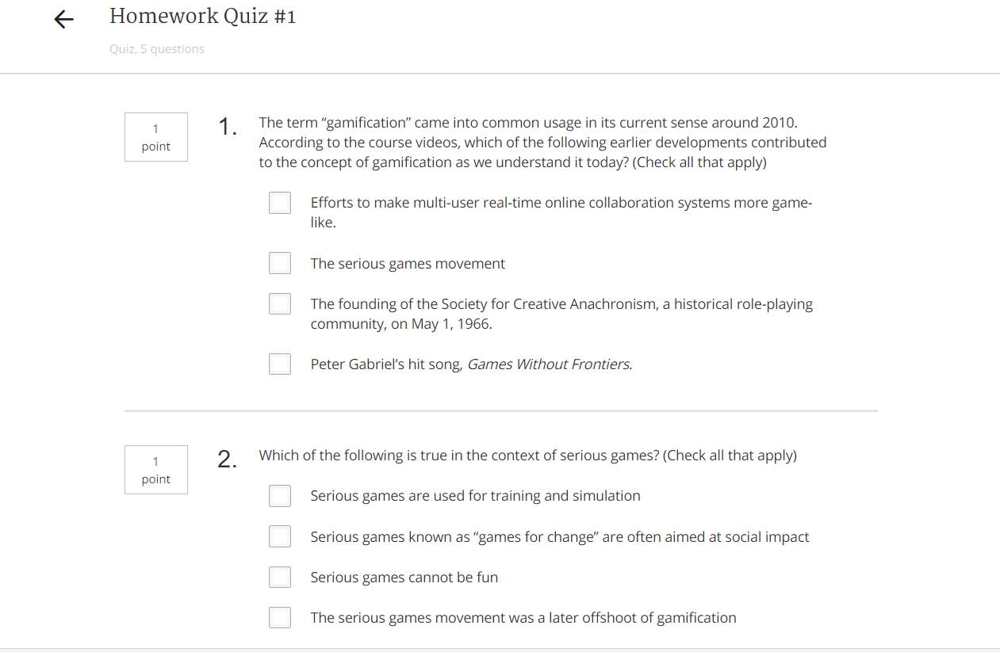 Homework Quiz #1
Quiz, 5 questions
1
point
1.
The term “gamification” came into common usage in its current sense around 2010.
According to the course videos, which of the following earlier developments contributed
to the concept of gamification as we understand it today? (Check all that apply)
Efforts to make multi-user real-time online collaboration systems more game-
like.
The serious games movement
The founding of the Society for Creative Anachronism, a historical role-playing
community, on May 1, 1966.
Peter Gabriel’s hit song, Games Without Frontiers.
1
point
2.
Which of the following is true in the context of serious games? (Check all that apply)
Serious games are used for training and simulation
Serious games known as “games for change” are often aimed at social impact
Serious games cannot be fun
The serious games movement was a later offshoot of gamification